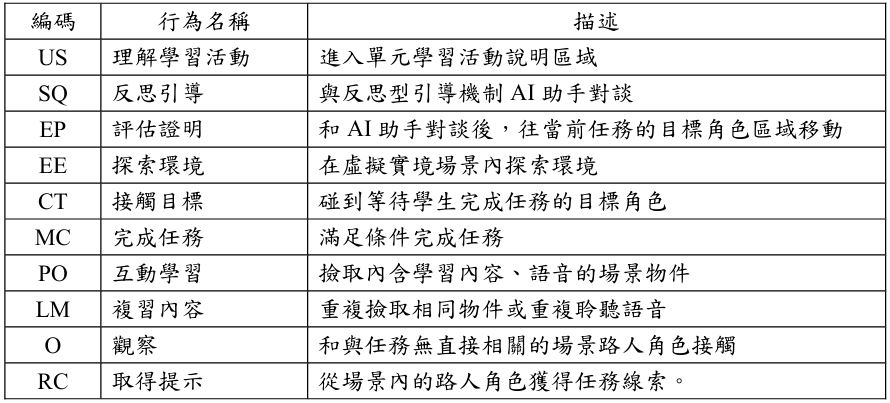 編碼 行為名稱 描述
US 理解學習活動 進入單元學習活動說明區域
SQ 反思引導 與反思型引導機制 AI 助手對談
EP 評估證明 和 AI 助手對談後，往當前任務的目標角色區域移動
EE 探索環境 在虛擬實境場景內探索環境
CT 接觸目標 碰到等待學生完成任務的目標角色
MC 完成任務 滿足條件完成任務
PO 互動學習 撿取內含學習內容、語音的場景物件
LM 複習內容 重複撿取相同物件或重複聆聽語音
O 觀察 和與任務無直接相關的場景路人角色接觸
RC 取得提示 從場景內的路人角色獲得任務線索。